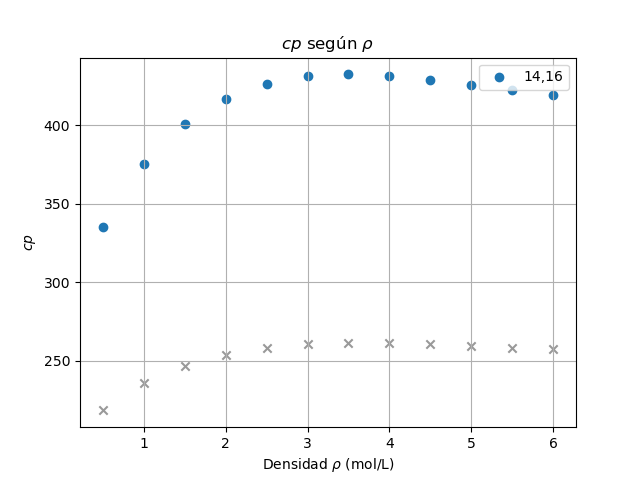 cp según ρ
14,16
400
350
300
250
cp
1 2 3 4 5 6
Densidad ρ (mol/L)